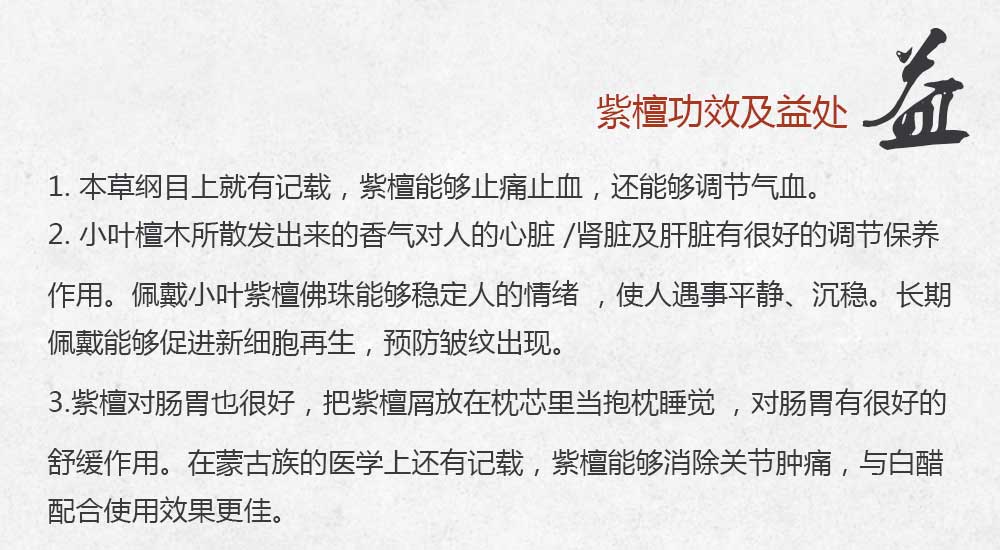 紫檀功效及益处
益
1. 本草纲目上就有记载，紫檀能够止痛止血，还能够调节气血。
2. 小叶檀木所散发出来的香气对人的心脏 /肾脏及肝脏有很好的调节保养
作用。佩戴小叶紫檀佛珠能够稳定人的情绪 ，使人遇事平静、沉稳。长期
佩戴能够促进新细胞再生，预防皱纹出现。
3.紫檀对肠胃也很好，把紫檀屑放在枕芯里当抱枕睡觉 ，对肠胃有很好的
舒缓作用。在蒙古族的医学上还有记载，紫檀能够消除关节肿痛，与白醋
配合使用效果更佳。